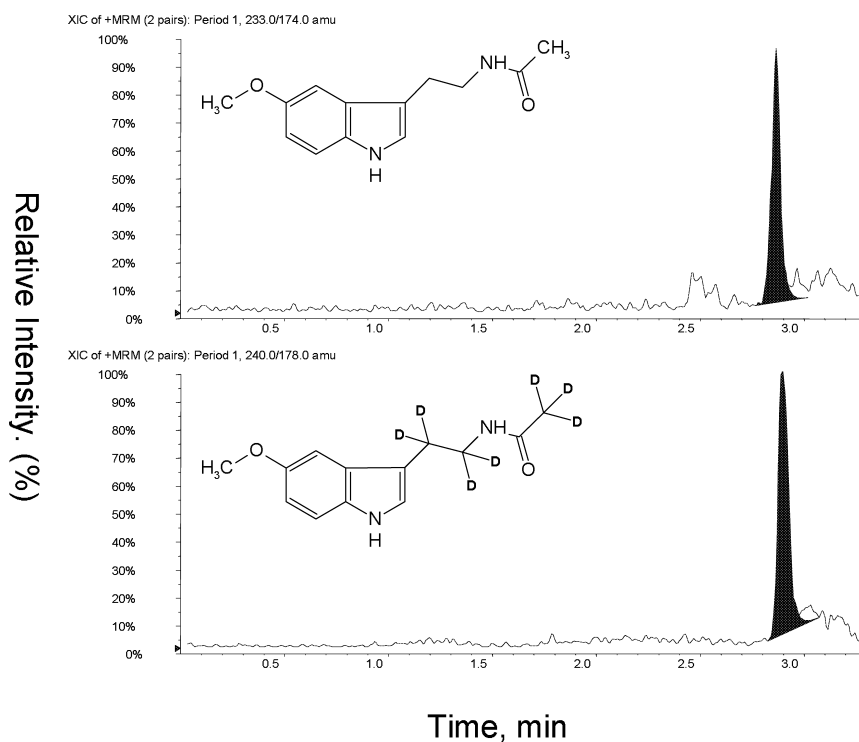 XIC of +MRM (2 pairs): Period 1, 233.0/174.0 amu
100%
90%
80%
70%
60%
50%
40%
30%
20%
10%
0%
H₃C
O
N
H
NH
CH₃
O
0.5 1.0 1.5 2.0 2.5 3.0
Relative Intensity. (%)
XIC of +MRM (2 pairs): Period 1, 240.0/178.0 amu
100%
90%
80%
70%
60%
50%
40%
30%
20%
10%
0%
H₃C
O
N
H
D
D
D
D
NH
O
D
D
D
0.5 1.0 1.5 2.0 2.5 3.0
Time, min